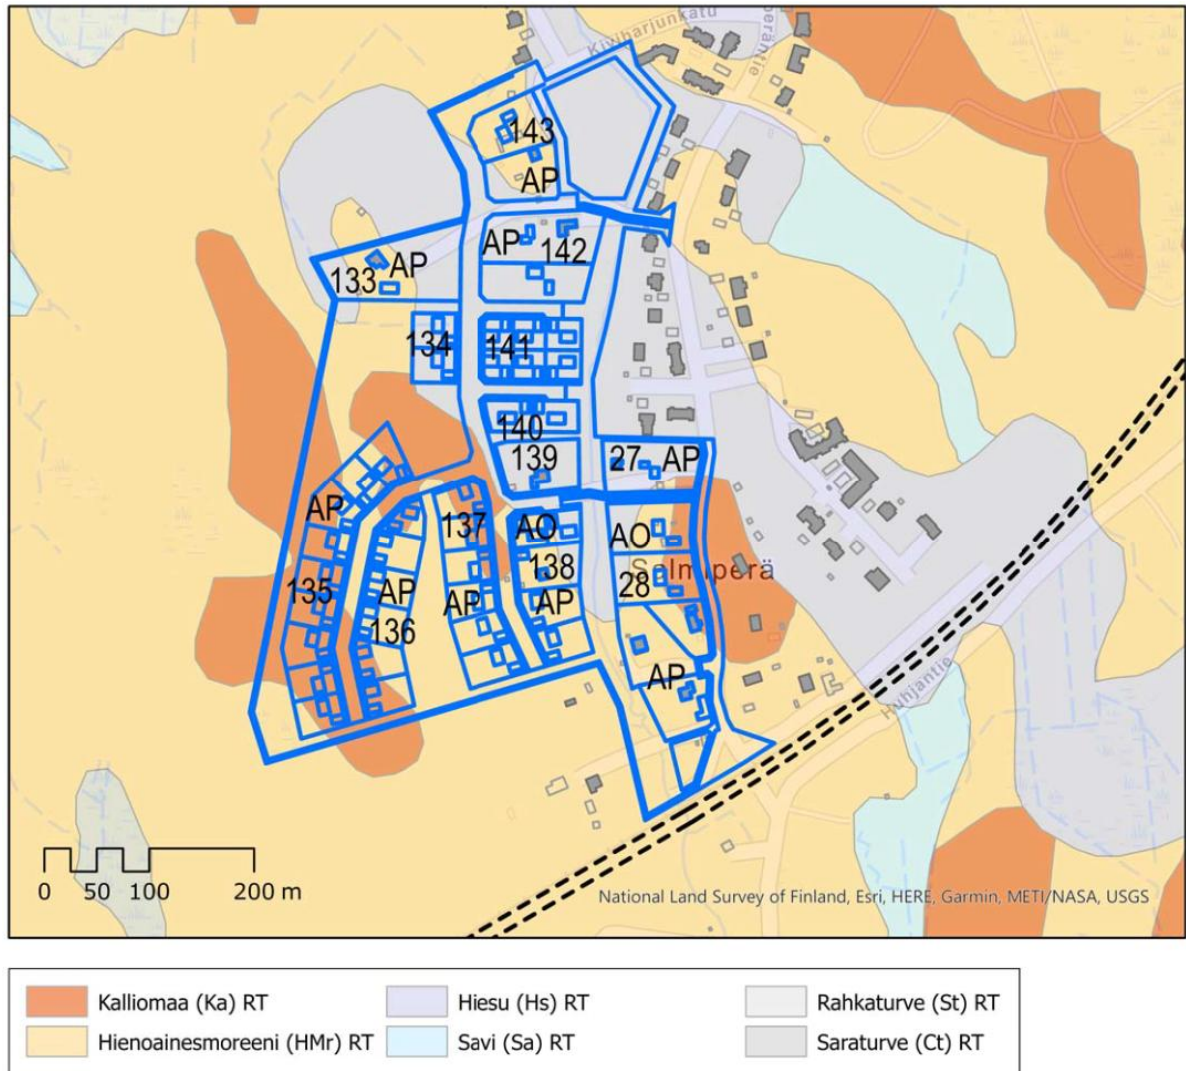 Kiviharjunkatu
peräntie
143
AP
AP
142
133
AP
134
141
140
139
27
AP
AP
137
AO
AO
Salmiperä
138
28
135
AP
136
AP
AP
AP
Huhjantie
0 50 100 200 m
National Land Survey of Finland, Esri, HERE, Garmin, METI/NASA, USGS
Kalliomaa (Ka) RT
Hiesu (Hs) RT
Rahkaturve (St) RT
Hienoainesmoreeni (HMr) RT
Savi (Sa) RT
Saraturve (Ct) RT